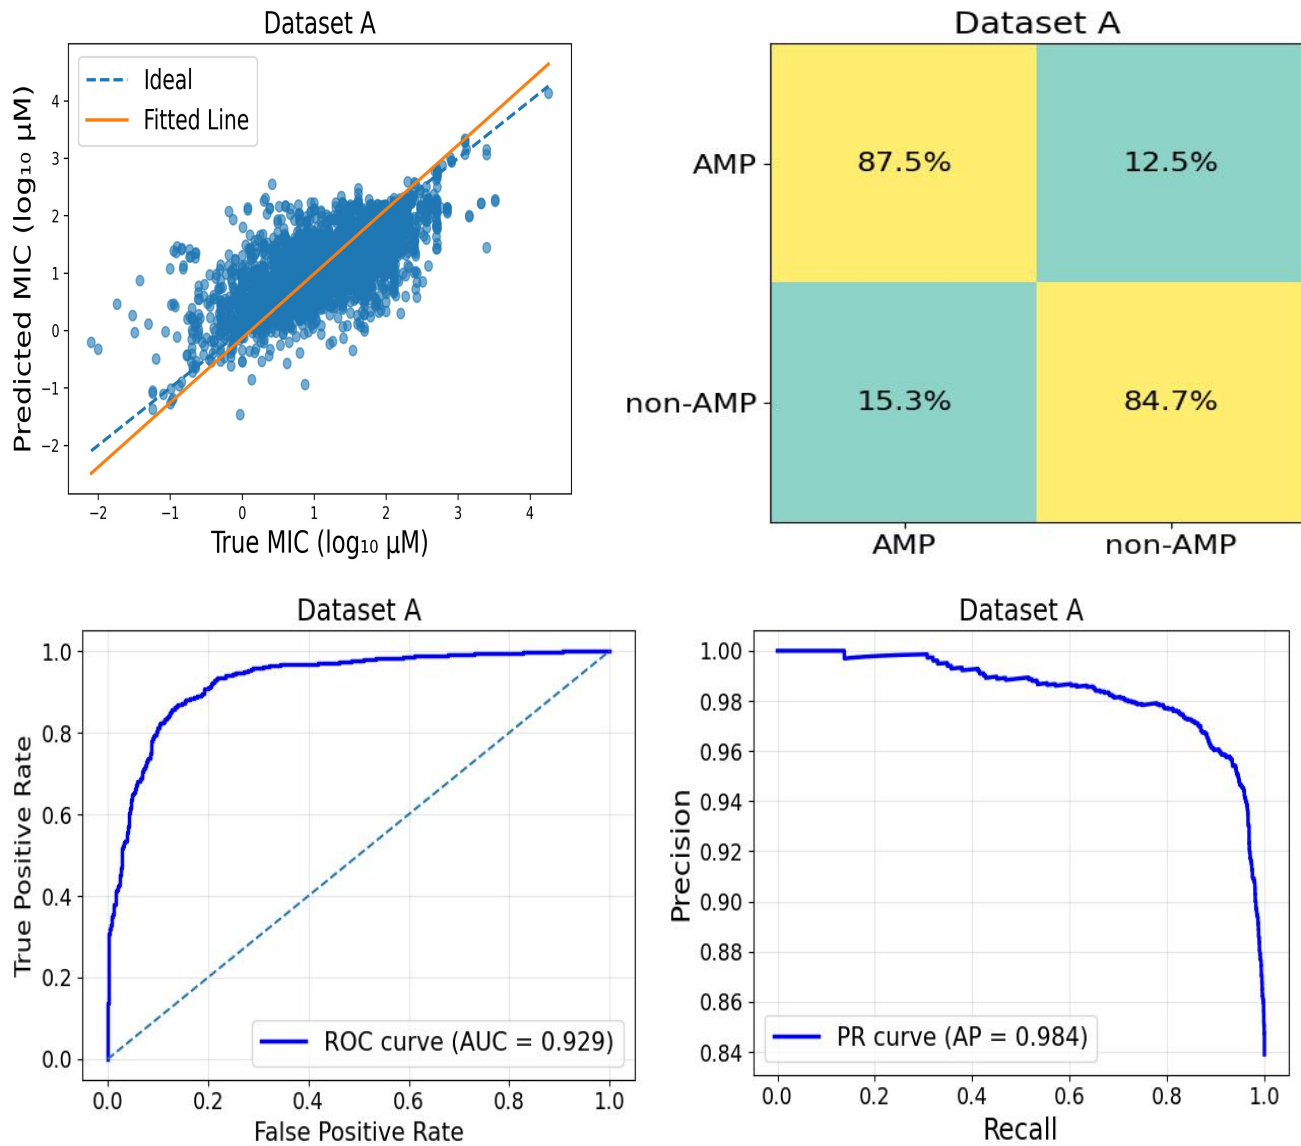 Dataset A
Ideal
Fitted Line
Predicted MIC (log₁₀ μM)
4
3
2
1
0
−1
−2
−2 −1 0 1 2 3 4
True MIC (log₁₀ μM)
Dataset A
AMP
87.5% 12.5%
non-AMP
15.3% 84.7%
AMP non-AMP
Dataset A
True Positive Rate
1.0
0.8
0.6
0.4
0.2
0.0
ROC curve (AUC = 0.929)
0.0 0.2 0.4 0.6 0.8 1.0
False Positive Rate
Dataset A
Precision
1.00
0.98
0.96
0.94
0.92
0.90
0.88
0.86
0.84
PR curve (AP = 0.984)
0.0 0.2 0.4 0.6 0.8 1.0
Recall